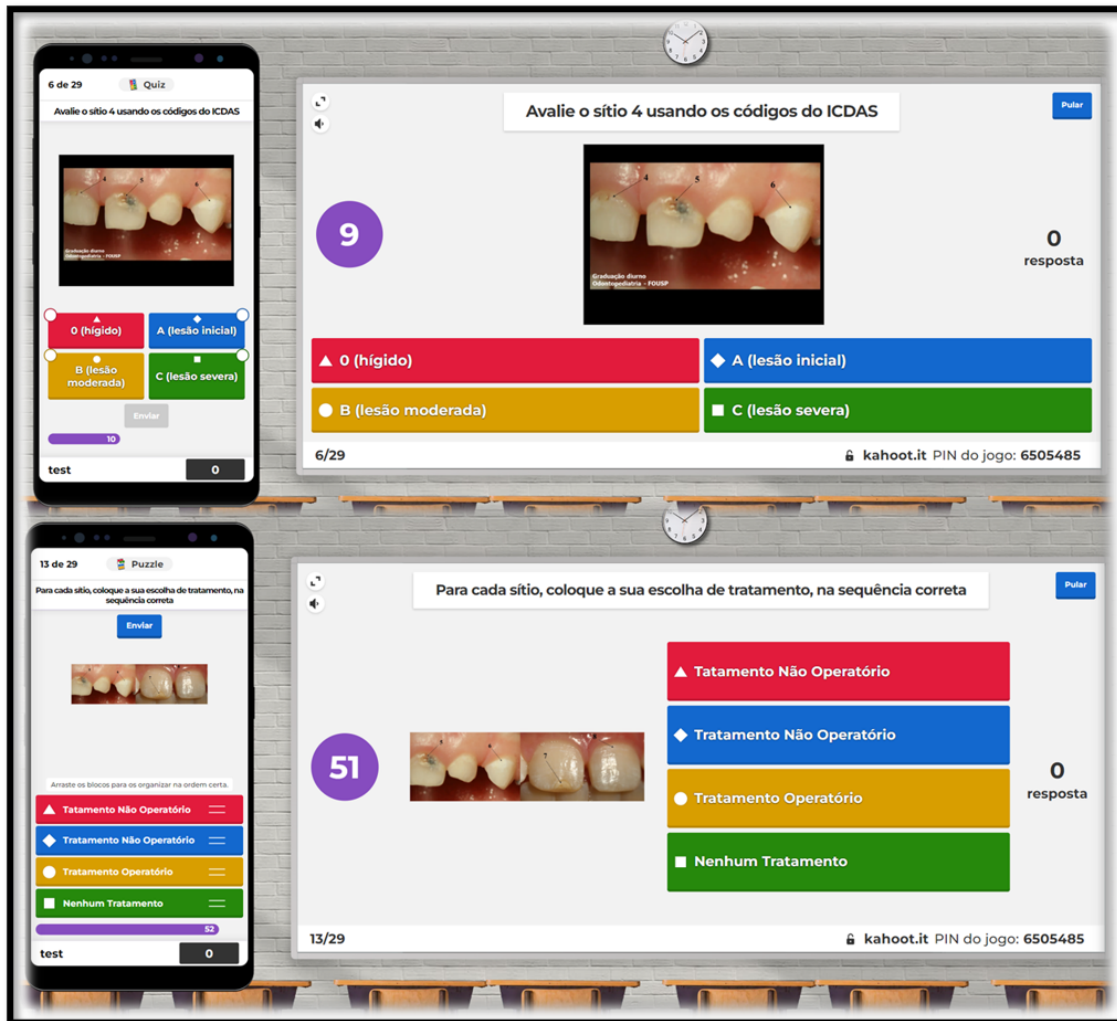 6 de 29
Quiz
Avalie o sítio 4 usando os códigos do ICDAS
4
5
6
Graduação diurno
Odontopediatria - FOUSP
0 (hígido)
A (lesão inicial)
B (lesão
moderada)
C (lesão severa)
Enviar
10
test
0
Avalie o sítio 4 usando os códigos do ICDAS
Pular
9
4
5
6
Graduação diurno
Odontopediatria - FOUSP
0
resposta
0 (hígido)
A (lesão inicial)
B (lesão moderada)
C (lesão severa)
6/29
kahoot.it PIN do jogo: 6505485
13 de 29
Puzzle
Para cada sítio, coloque a sua escolha de tratamento, na
sequência correta
Enviar
Arraste os blocos para os organizar na ordem certa.
Tatamento Não Operatório
Tratamento Não Operatório
Tratamento Operatório
Nenhum Tratamento
52
test
0
Para cada sítio, coloque a sua escolha de tratamento, na sequência correta
Pular
51
Tatamento Não Operatório
Tratamento Não Operatório
Tratamento Operatório
Nenhum Tratamento
0
resposta
13/29
kahoot.it PIN do jogo: 6505485